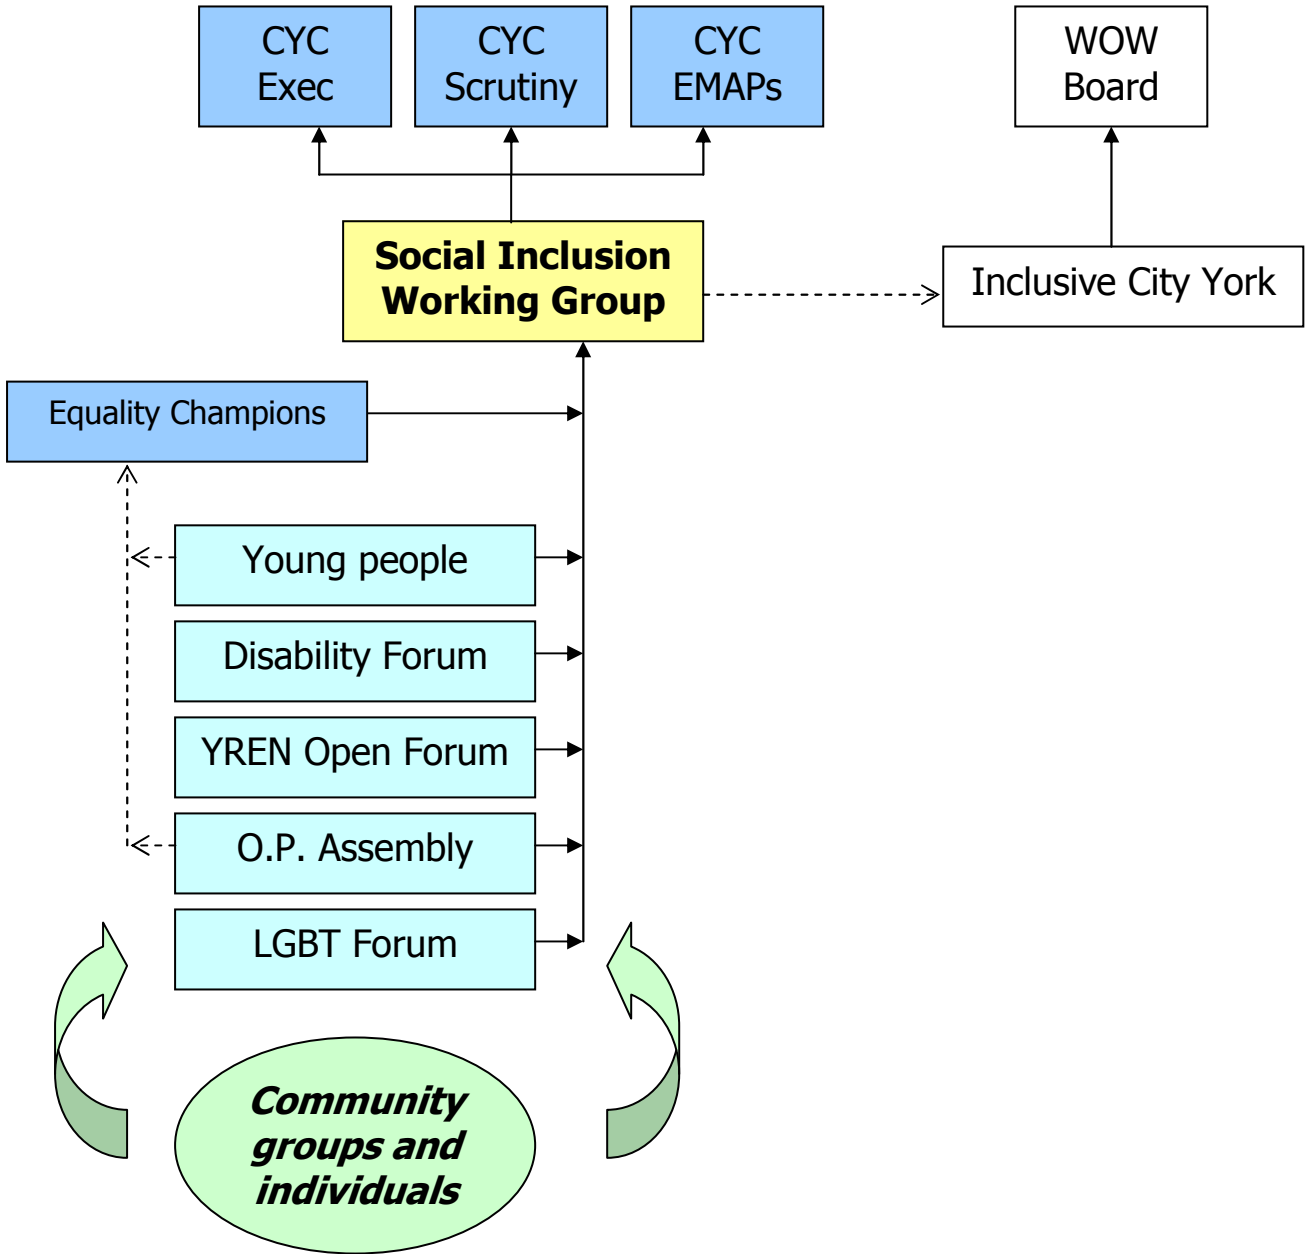 CYC
Exec
CYC
Scrutiny
CYC
EMAPs
WOW
Board
Social Inclusion
Working Group
Inclusive City York
Equality Champions
Young people
Disability Forum
YREN Open Forum
O.P. Assembly
LGBT Forum
Community
groups and
individuals